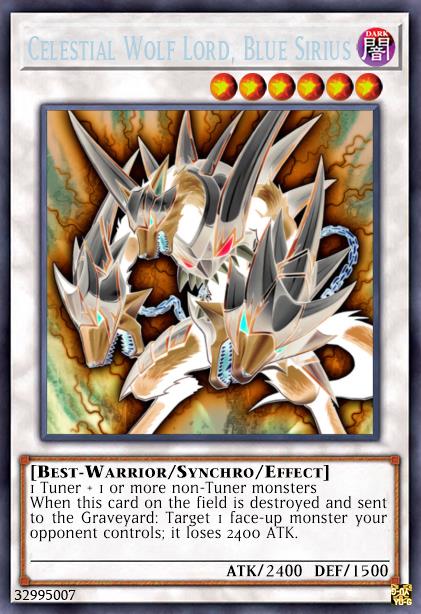 Celestial Wolf Lord, Blue Sirius
DARK
闇
[Best-Warrior/Synchro/Effect]
1 Tuner + 1 or more non-Tuner monsters
When this card on the field is destroyed and sent
to the Graveyard: Target 1 face-up monster your
opponent controls; it loses 2400 ATK.
ATK/2400 DEF/1500
32995007